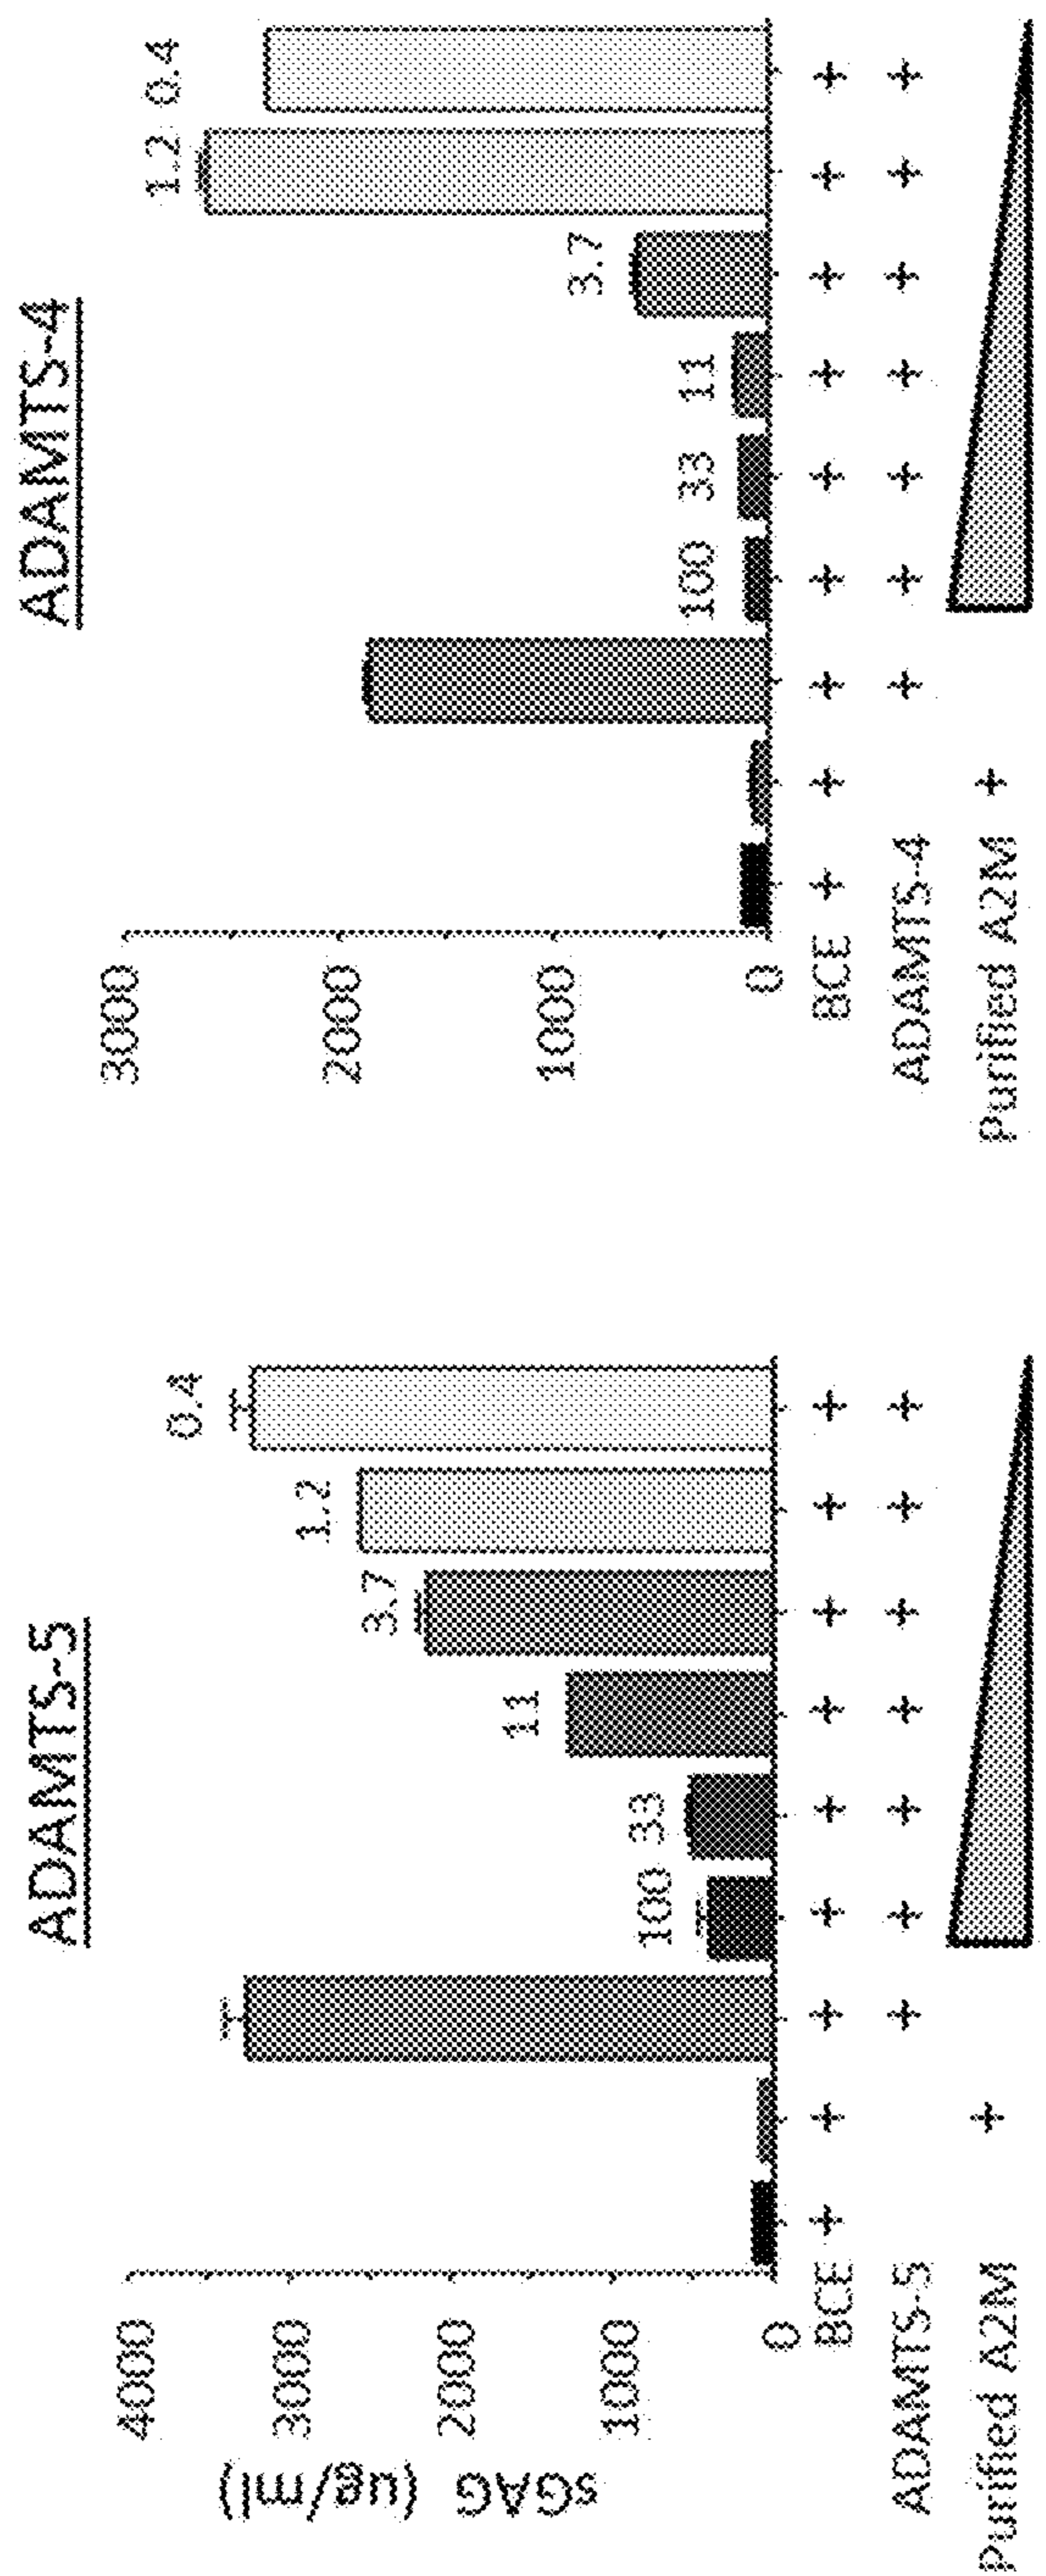 ADAMTS-5
sGAG (ug/ml)
4000
3000
2000
1000
0
100 33 11 3.7 1.2 0.4
BCE + + + + + + + + +
ADAMTS-5 + + + + + + +
Purified A2M +
ADAMTS-4
3000
2000
1000
0
100 33 11 3.7 1.2 0.4
BCE + + + + + + + + +
ADAMTS-4 + + + + + + +
Purified A2M +